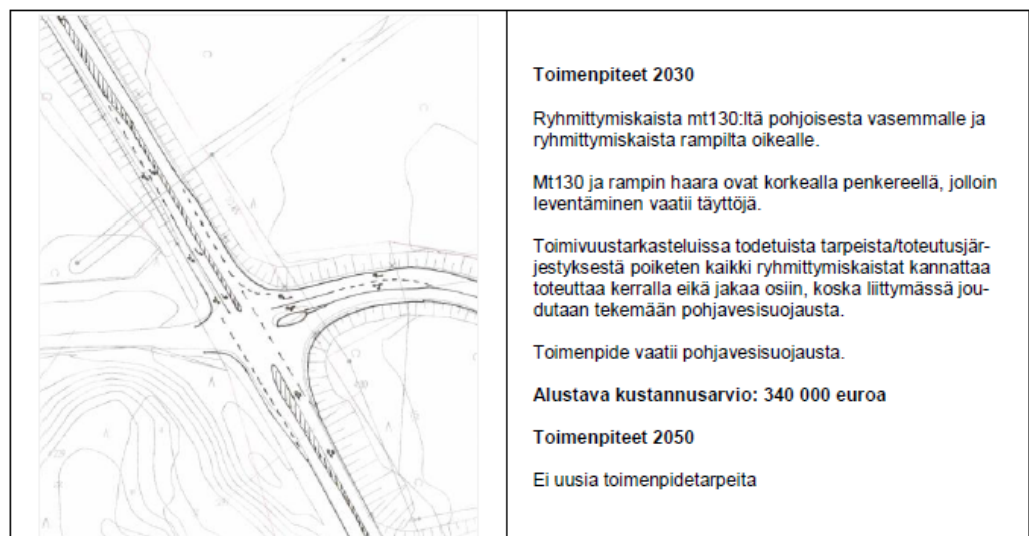 Toimenpiteet 2030
Ryhmittymiskaista mt130:ltä pohjoisesta vasemmalle ja
ryhmittymiskaista rampilta oikealle.
Mt130 ja rampin haara ovat korkealla penkereellä, jolloin
leventäminen vaatii täyttöjä.
Toimivuustarkasteluissa todetuista tarpeista/toteutusjär-
jestyksestä poiketen kaikki ryhmittymiskaistat kannattaa
toteuttaa kerralla eikä jakaa osiin, koska liittymässä jou-
dutaan tekemään pohjavesisuojausta.
Toimenpide vaatii pohjavesisuojausta.
Alustava kustannusarvio: 340 000 euroa
Toimenpiteet 2050
Ei uusia toimenpidetarpeita